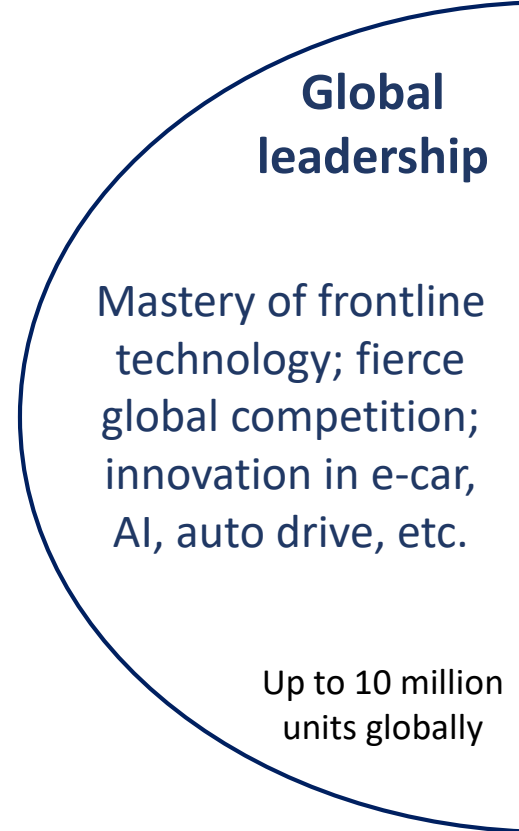 Global
leadership
Mastery of frontline
technology; fierce
global competition;
innovation in e-car,
AI, auto drive, etc.
Up to 10 million
units globally